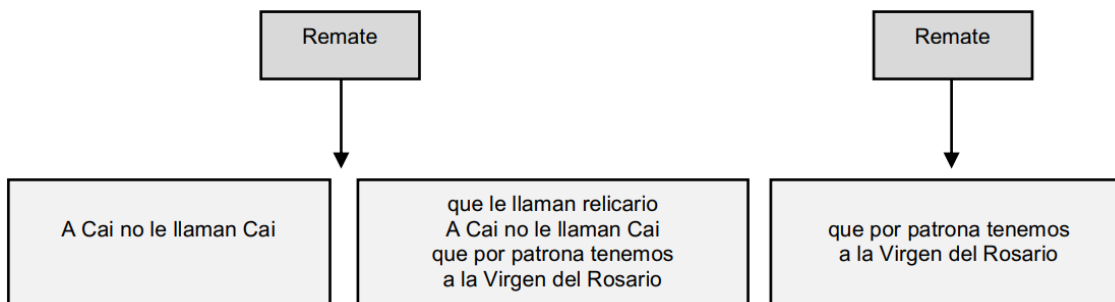 Remate
Remate
A Cai no le llaman Cai
que le llaman relicario
A Cai no le llaman Cai
que por patrona tenemos
a la Virgen del Rosario
que por patrona tenemos
a la Virgen del Rosario